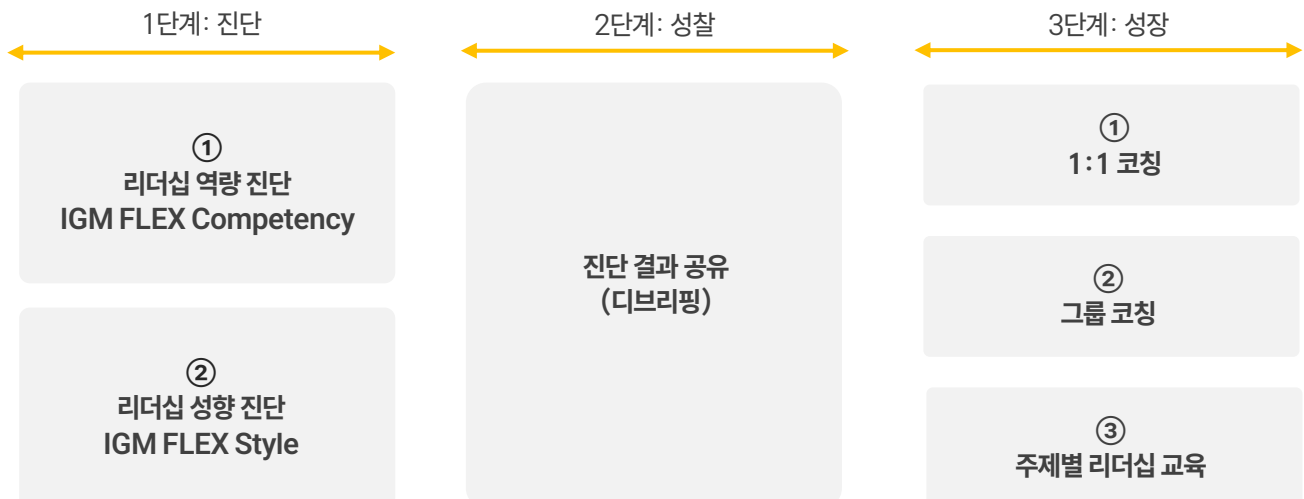 1단계: 진단
①
리더십 역량 진단
IGM FLEX Competency
②
리더십 성향 진단
IGM FLEX Style
2단계: 성찰
진단 결과 공유
(디브리핑)
3단계: 성장
①
1:1 코칭
②
그룹 코칭
③
주제별 리더십 교육